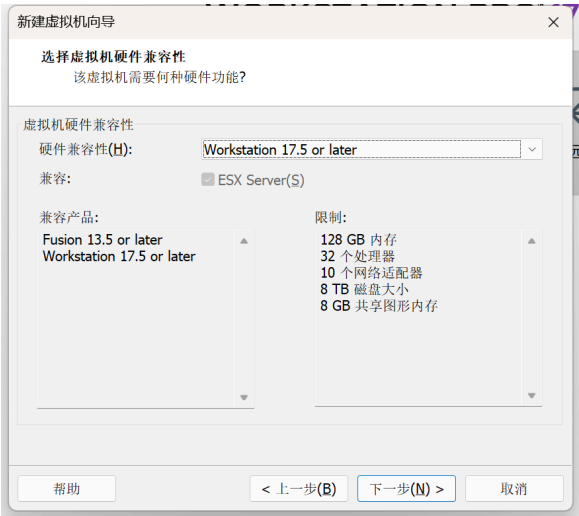 新建虚拟机向导
选择虚拟机硬件兼容性
该虚拟机需要何种硬件功能?
虚拟机硬件兼容性
硬件兼容性(H): Workstation 17.5 or later
兼容: ESX Server(S)
兼容产品:
Fusion 13.5 or later
Workstation 17.5 or later
限制:
128 GB 内存
32 个处理器
10 个网络适配器
8 TB 磁盘大小
8 GB 共享图形内存
帮助 < 上一步(B) 下一步(N) > 取消